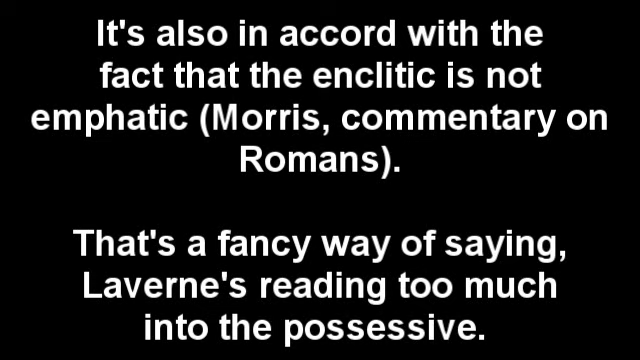 It's also in accord with the
fact that the enclitic is not
emphatic (Morris, commentary on
Romans).
That's a fancy way of saying,
Laverne's reading too much
into the possessive.